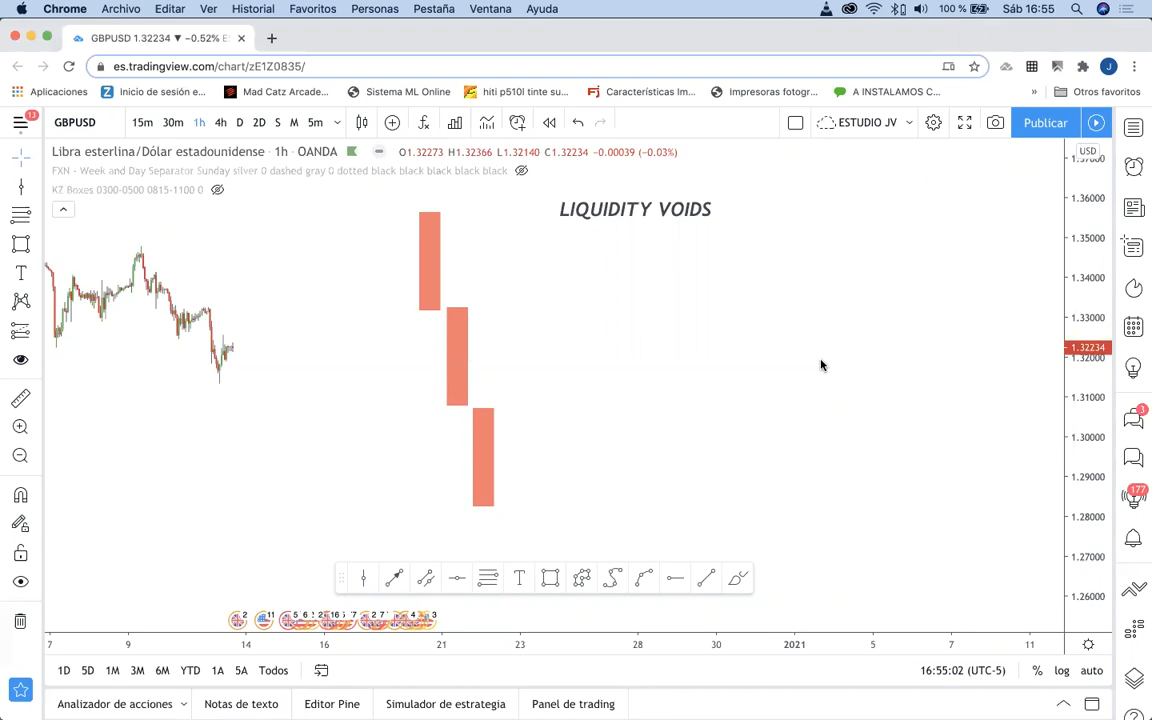 Chrome Archivo Editar Ver Historial Favoritos Personas Pestaña Ventana Ayuda 100 % Sáb 16:55
GBPUSD 1.32234 ▼ −0.52% E
es.tradingview.com/chart/zE1Z0835/ J
Aplicaciones Inicio de sesión e... Mad Catz Arcade... Sistema ML Online hiti p510l tinte su... Características Im... Impresoras fotogr... A INSTALAMOS C... » Otros favoritos
13 GBPUSD 15m 30m 1h 4h D 2D S M 5m ESTUDIO JV Publicar
Libra esterlina/Dólar estadounidense · 1h · OANDA O1.32273 H1.32366 L1.32140 C1.32234 −0.00039 (−0.03%) USD
FXN - Week and Day Separator Sunday silver 0 dashed gray 0 dotted black black black black black
KZ Boxes 0300-0500 0815-1100 0
LIQUIDITY VOIDS
1.36000
1.35000
1.34000
1.33000
1.32234
1.32000
1.31000
1.30000
1.29000
1.28000
1.27000
1.26000
3
177
7 9 14 16 21 23 28 30 2021 5 7 11
1D 5D 1M 3M 6M YTD 1A 5A Todos 16:55:02 (UTC-5) % log auto
Analizador de acciones Notas de texto Editor Pine Simulador de estrategia Panel de trading